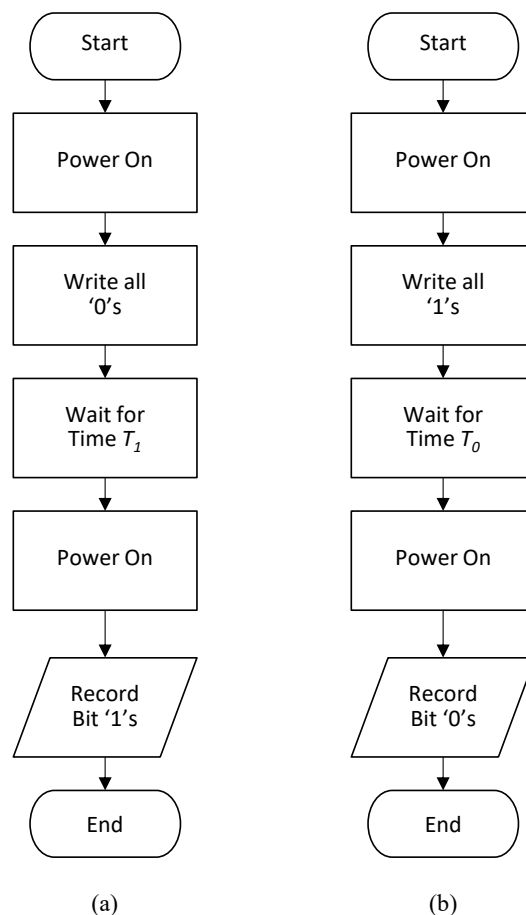 Start
Power On
Write all
‘0’s
Wait for
Time T1
Power On
Record
Bit ‘1’s
End
(a)
Start
Power On
Write all
‘1’s
Wait for
Time T0
Power On
Record
Bit ‘0’s
End
(b)